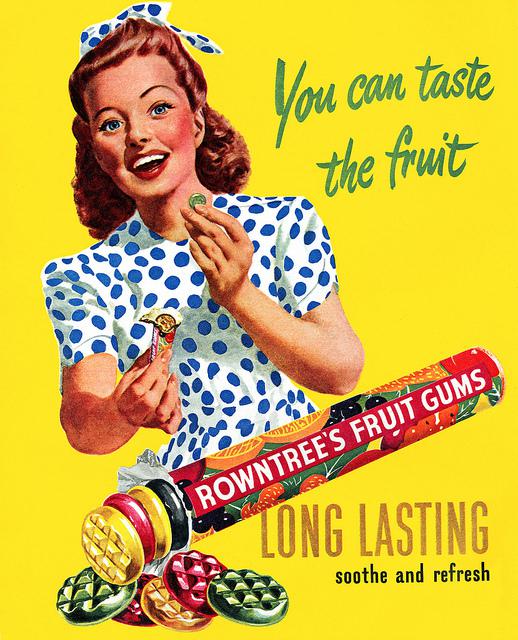 You can taste
the fruit
ROWNTREE'S FRUIT GUMS
LONG LASTING
soothe and refresh